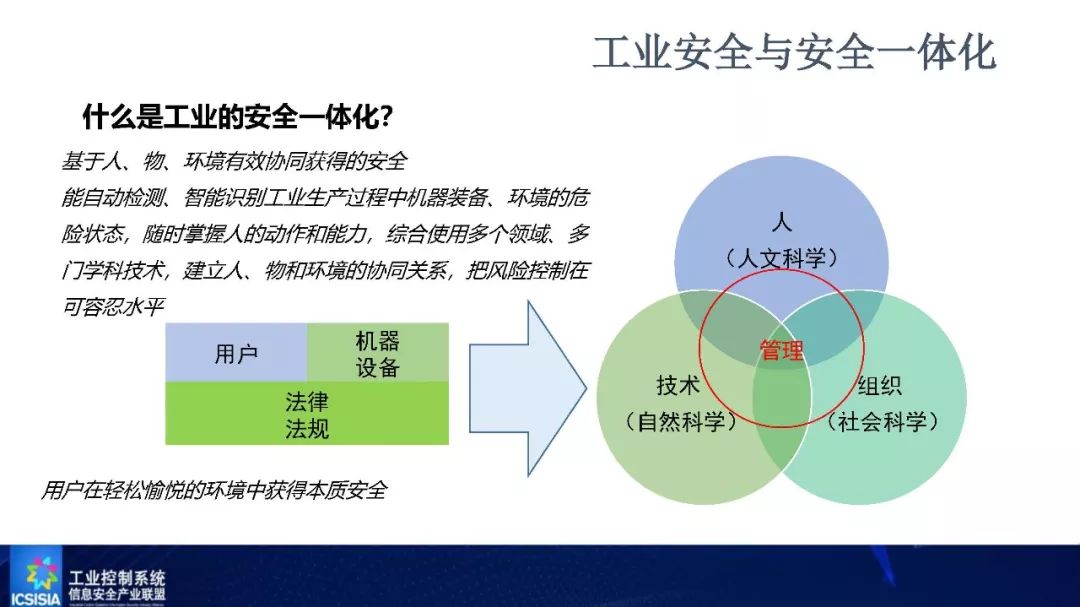 工业安全与安全一体化
什么是工业的安全一体化？
基于人、物、环境有效协同获得的安全
能自动检测、智能识别工业生产过程中机器装备、环境的危
险状态，随时掌握人的动作和能力，综合使用多个领域、多
门学科技术，建立人、物和环境的协同关系，把风险控制在
可容忍水平
用户
机器
设备
法律
法规
用户在轻松愉悦的环境中获得本质安全
人
（人文科学）
管理
技术
（自然科学）
组织
（社会科学）
ICSISIA
工业控制系统
信息安全产业联盟